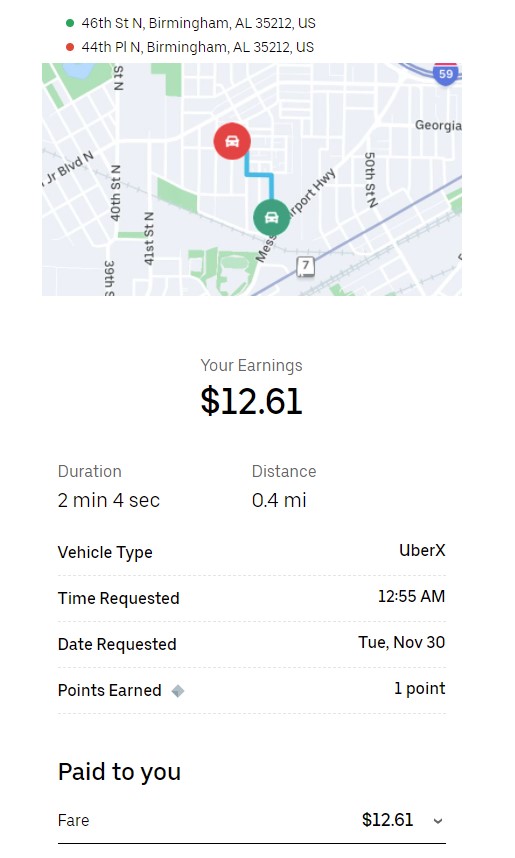 46th St N, Birmingham, AL 35212, US
44th Pl N, Birmingham, AL 35212, US
St N
59
Georgia
Jr Blvd N
40th St N
50th St N
rport Hwy
41st St N
Mess
39th
7
Your Earnings
$12.61
Duration
Distance
2 min 4 sec
0.4 mi
Vehicle Type
UberX
Time Requested
12:55 AM
Date Requested
Tue, Nov 30
Points Earned
1 point
Paid to you
Fare
$12.61